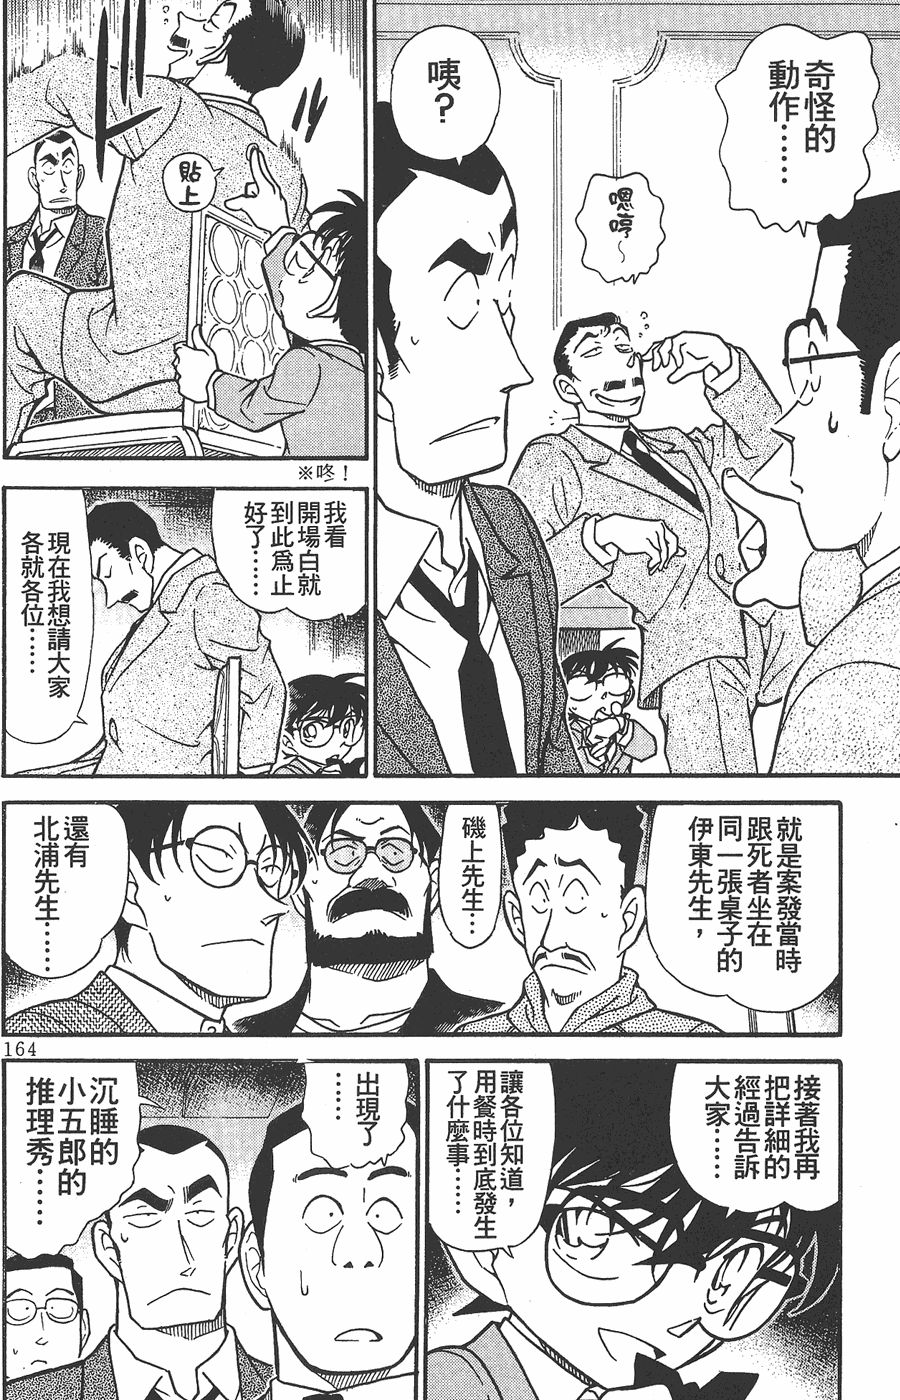 奇怪的
動作……
咦？
嗯哼～
貼上
※咚！
我看
開場白就
到此為止
好了……
現在我想請大家
各就各位……
就是案發當時
跟死者坐在
同一張桌子的
伊東先生，
磯上先生…
還有
北浦先生……
接著我再
把詳細的
經過告訴
大家……
讓各位知道，
用餐時到底發生
了什麼事……
出現了
…
沉睡的
小五郎的
推理秀……
164